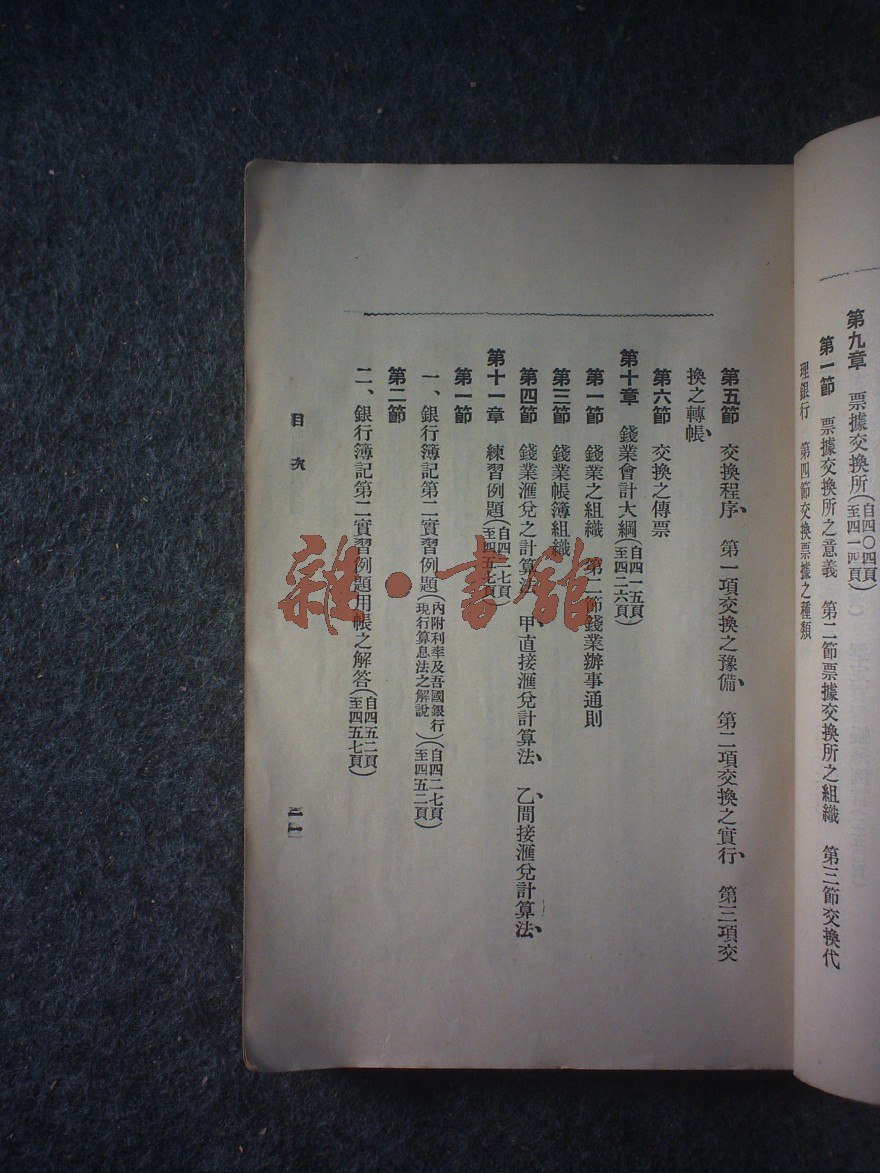 第九章　票據交換所（自四〇四頁至四一四頁）
第一節　票據交換所之意義　第二節票據交換所之組織　第三節交換代
理銀行　第四節交換票據之種類
第五節　交換程序、　第一項交換之豫備、　第二項交換之實行、　第三項交
換之轉帳、
第六節　交換之傳票
第十章　錢業會計大綱（自四一五頁至四二六頁）
第一節　錢業之組織　第二節錢業辦事通則
第三節　錢業帳簿組織
第四節　錢業滙兌之計算法、　甲直接滙兌計算法、　乙間接滙兌計算法、
第十一章　練習例題（自四二七頁至四五七頁）
第一節
一、銀行簿記第二實習例題（內附利率及吾國銀行現行算息法之解說）（自四二七頁至四五二頁）
第二節
二、銀行簿記第二實習例題用帳之解答（自四五二頁至四五七頁）
目次
雜·書館